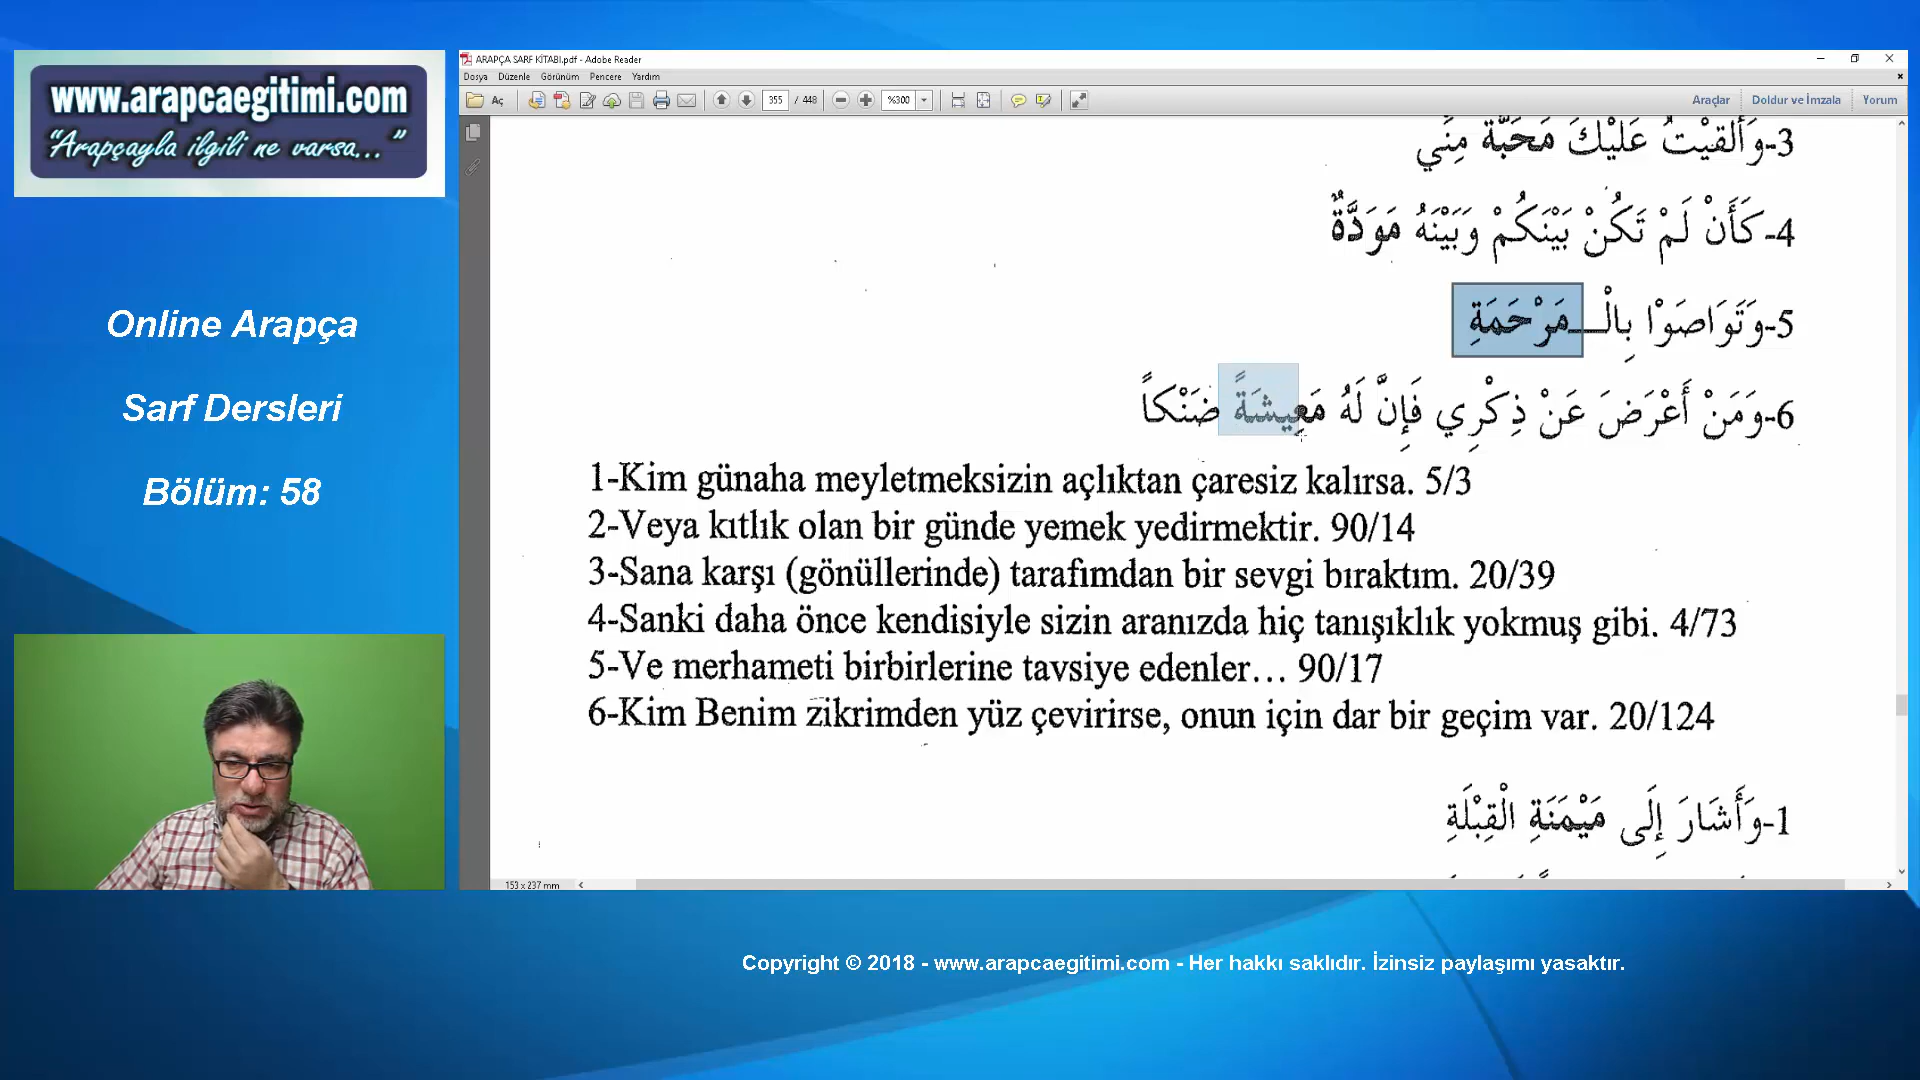 www.arapcaegitimi.com
“Arapçayla ilgili ne varsa...”
Online Arapça
Sarf Dersleri
Bölüm: 58
ARAPÇA SARF KİTABI.pdf - Adobe Reader
Dosya Düzenle Görünüm Pencere Yardım
Aç 355 / 448 %300 Araçlar Doldur ve İmzala Yorum
3-وَأَلْقَيْتُ عَلَيْكَ مَحَبَّةً مِنِّي
4-كَأَنْ لَمْ تَكُنْ بَيْنَكُمْ وَبَيْنَهُ مَوَدَّةٌ
5-وَتَوَاصَوْا بِالْـــمَرْحَمَةِ
6-وَمَنْ أَعْرَضَ عَنْ ذِكْرِي فَإِنَّ لَهُ مَعِيشَةً ضَنْكاً
1-Kim günaha meyletmeksizin açlıktan çaresiz kalırsa. 5/3
2-Veya kıtlık olan bir günde yemek yedirmektir. 90/14
3-Sana karşı (gönüllerinde) tarafımdan bir sevgi bıraktım. 20/39
4-Sanki daha önce kendisiyle sizin aranızda hiç tanışıklık yokmuş gibi. 4/73
5-Ve merhameti birbirlerine tavsiye edenler… 90/17
6-Kim Benim zikrimden yüz çevirirse, onun için dar bir geçim var. 20/124
1-وَأَشَارَ إِلَى مَيْمَنَةِ الْقِبْلَةِ
153 x 237 mm
Copyright © 2018 - www.arapcaegitimi.com - Her hakkı saklıdır. İzinsiz paylaşımı yasaktır.